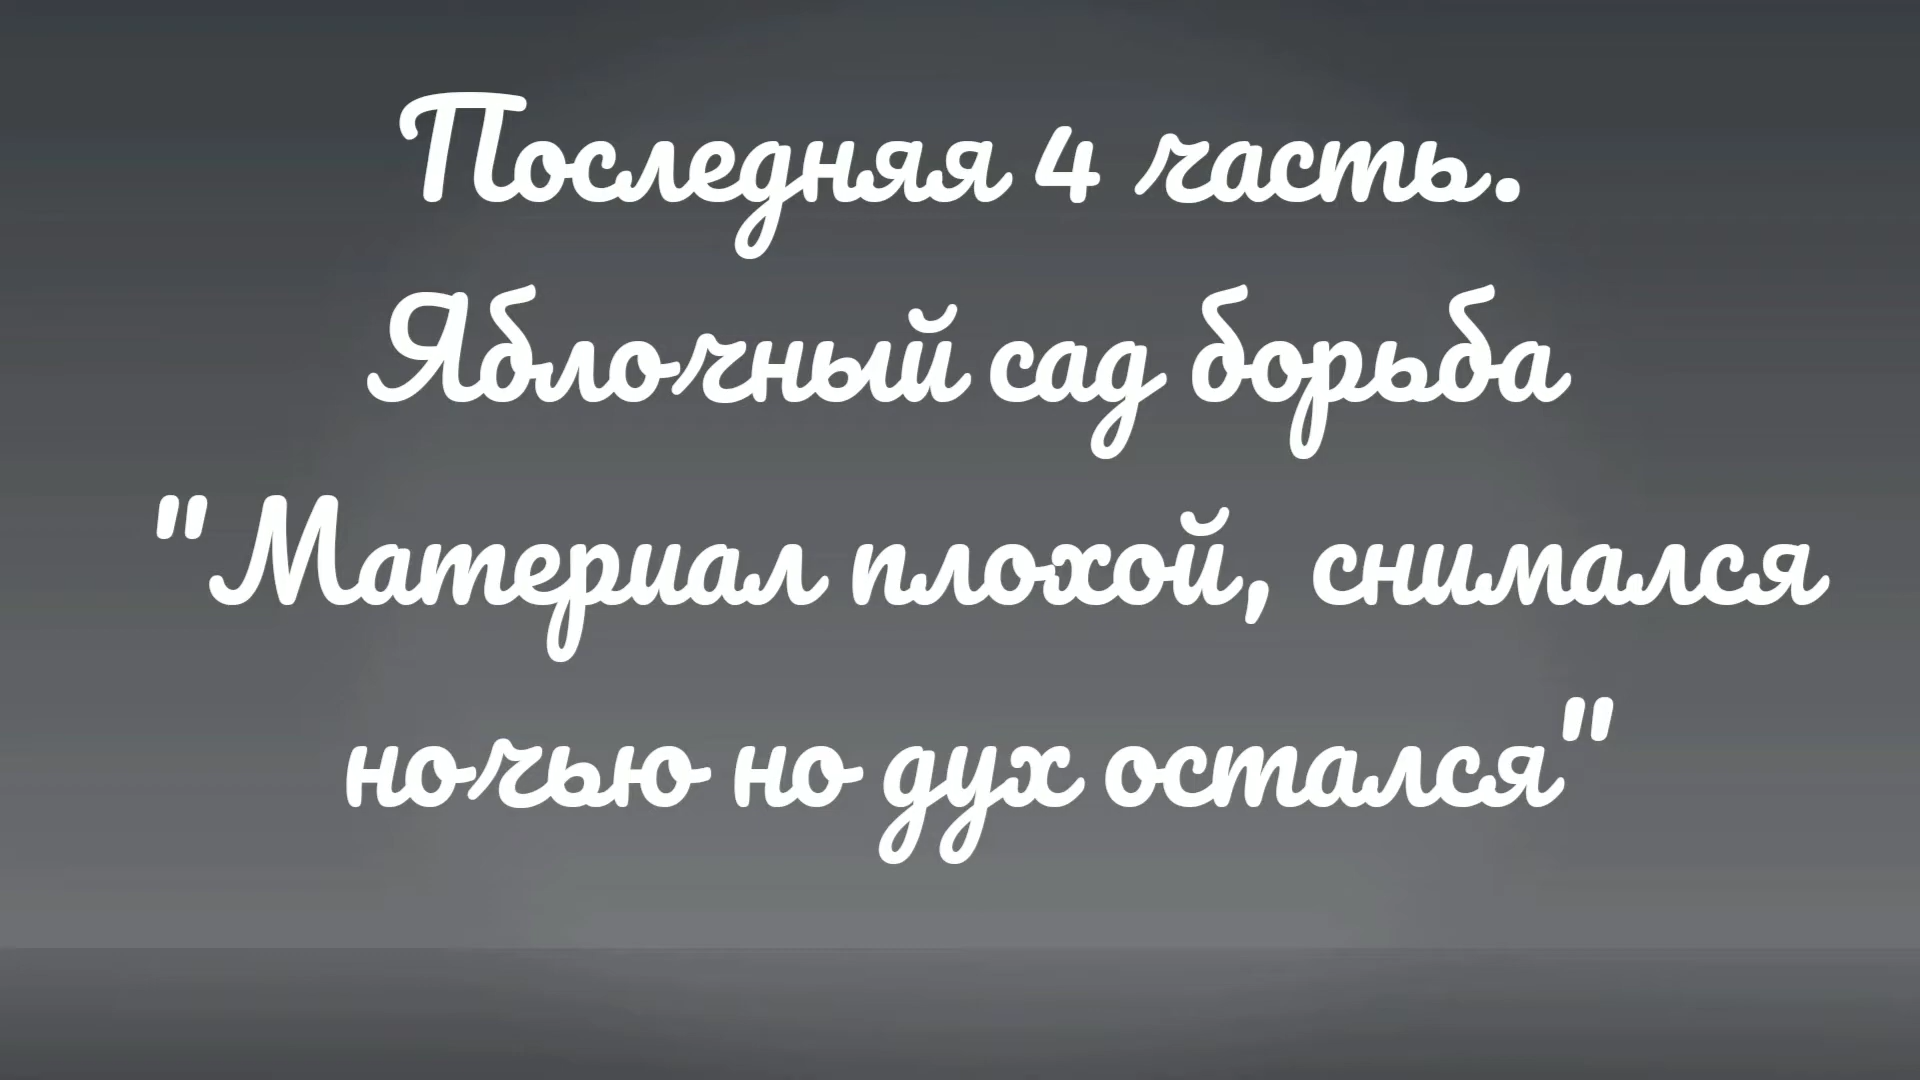 Последняя 4 часть.
Яблочный сад борьба
"Материал плохой, снимался
ночью но дух остался"